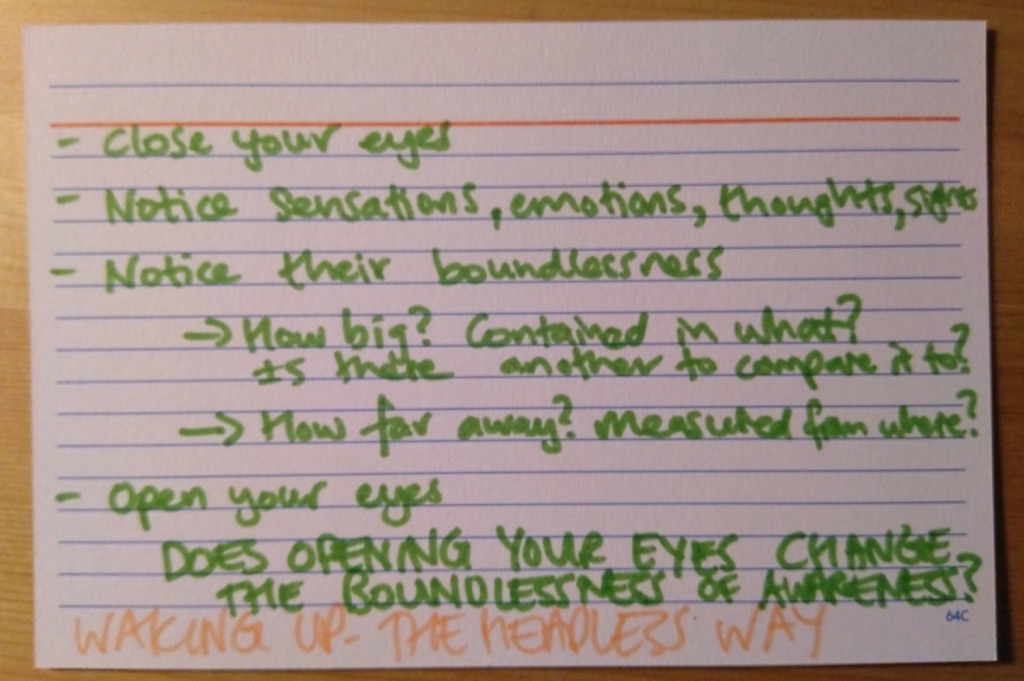 - Close your eyes
- Notice sensations, emotions, thoughts, sights
- Notice their boundlessness
→ How big? Contained in what?
Is there another to compare it to?
→ How far away? Measured from where?
- Open your eyes
DOES OPENING YOUR EYES CHANGE
THE BOUNDLESSNESS OF AWARENESS?
64C
WAKING UP - THE HEADLESS WAY